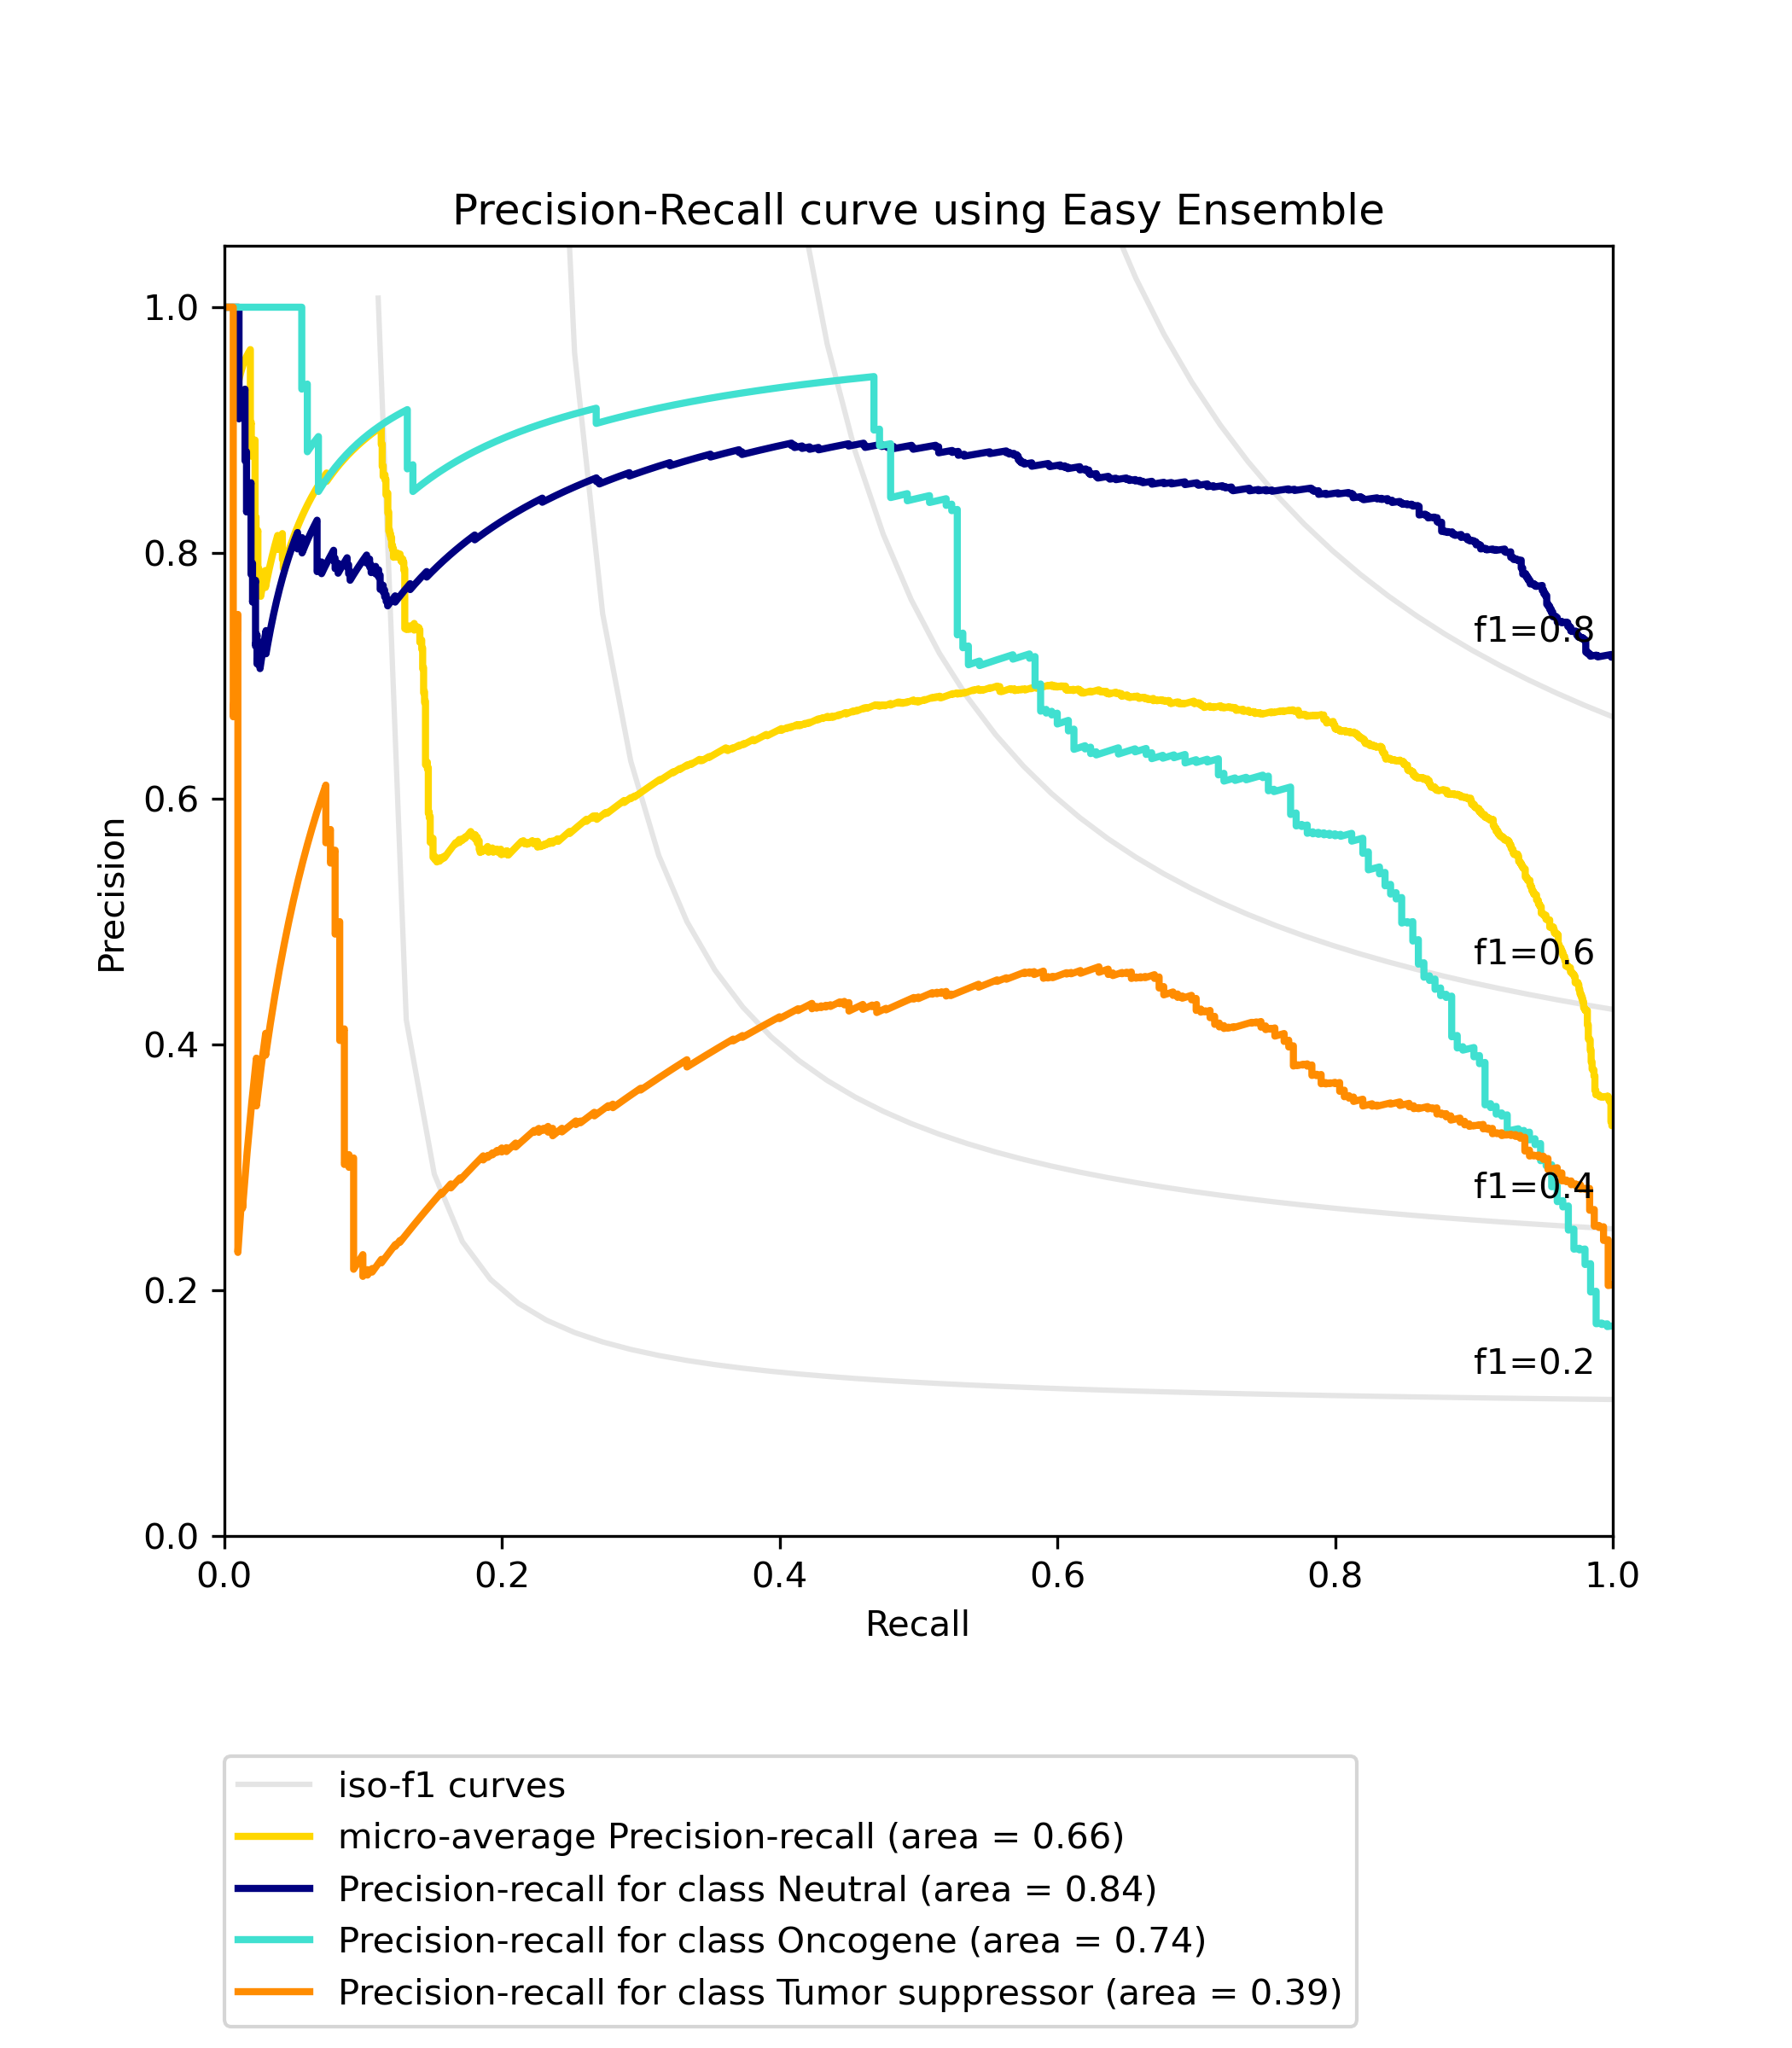 Precision-Recall curve using Easy Ensemble
1.0
0.8
0.6
0.4
0.2
0.0
Precision
f1=0.8
f1=0.6
f1=0.4
f1=0.2
0.0 0.2 0.4 0.6 0.8 1.0
Recall
iso-f1 curves
micro-average Precision-recall (area = 0.66)
Precision-recall for class Neutral (area = 0.84)
Precision-recall for class Oncogene (area = 0.74)
Precision-recall for class Tumor suppressor (area = 0.39)